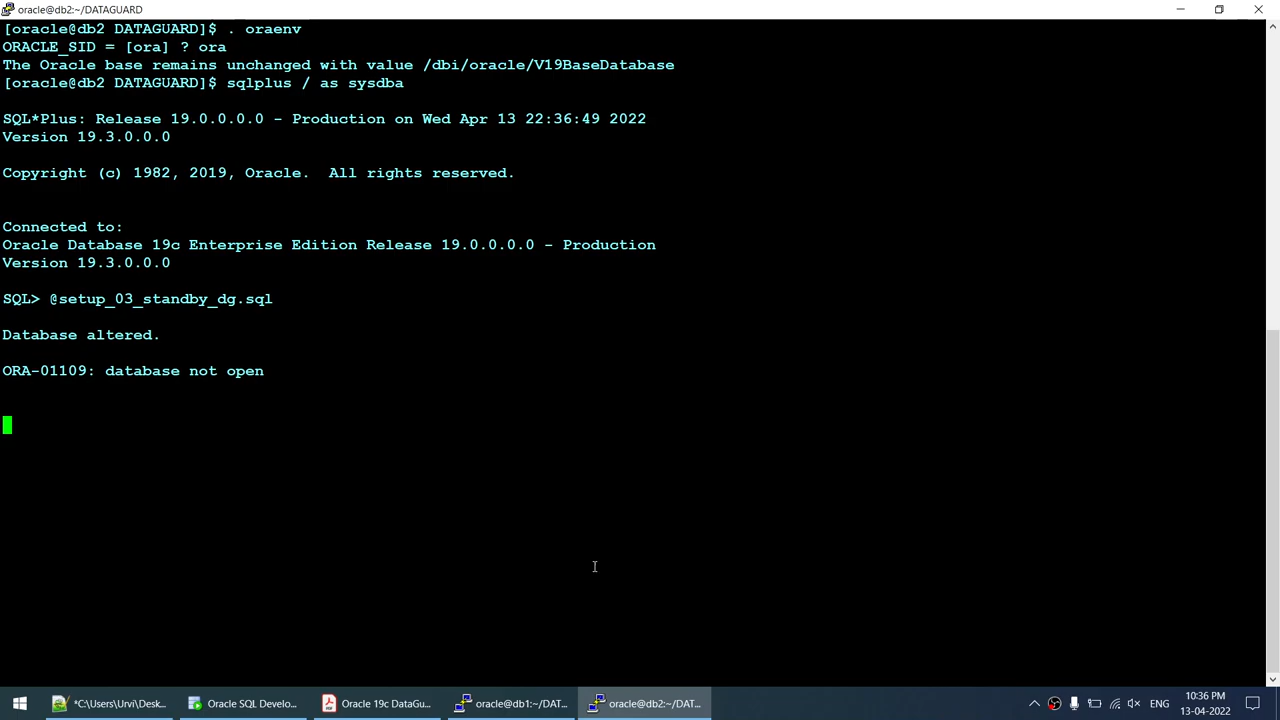 oracle@db2:~/DATAGUARD
[oracle@db2 DATAGUARD]$ . oraenv
ORACLE_SID = [ora] ? ora
The Oracle base remains unchanged with value /dbi/oracle/V19BaseDatabase
[oracle@db2 DATAGUARD]$ sqlplus / as sysdba
SQL*Plus: Release 19.0.0.0.0 - Production on Wed Apr 13 22:36:49 2022
Version 19.3.0.0.0
Copyright (c) 1982, 2019, Oracle.  All rights reserved.
Connected to:
Oracle Database 19c Enterprise Edition Release 19.0.0.0.0 - Production
Version 19.3.0.0.0
SQL> @setup_03_standby_dg.sql
Database altered.
ORA-01109: database not open
*C:\Users\Urvi\Desk...
Oracle SQL Develo...
Oracle 19c DataGu...
oracle@db1:~/DAT...
oracle@db2:~/DAT...
ENG
10:36 PM
13-04-2022